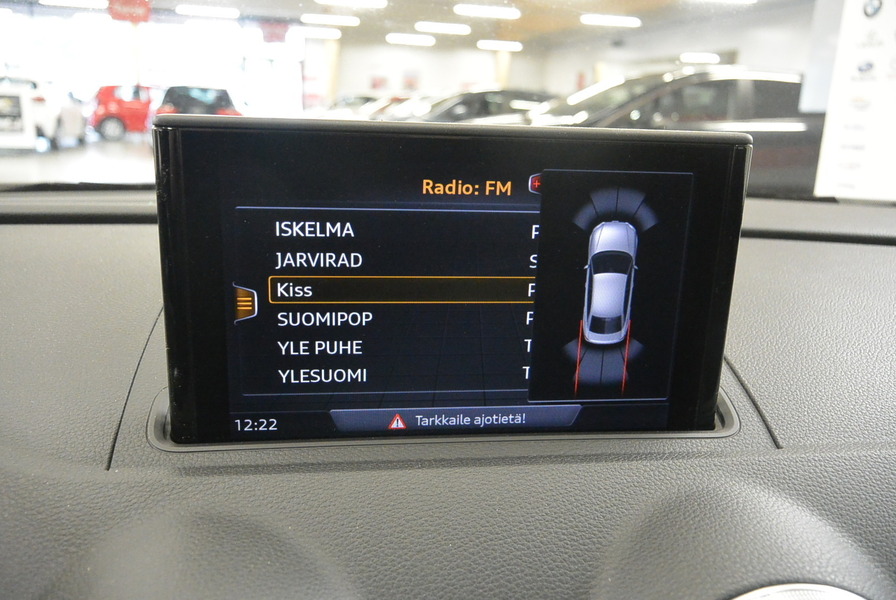 Radio: FM
ISKELMA P
JARVIRAD S
Kiss P
SUOMIPOP P
YLE PUHE T
YLESUOMI T
12:22 Tarkkaile ajotietä!